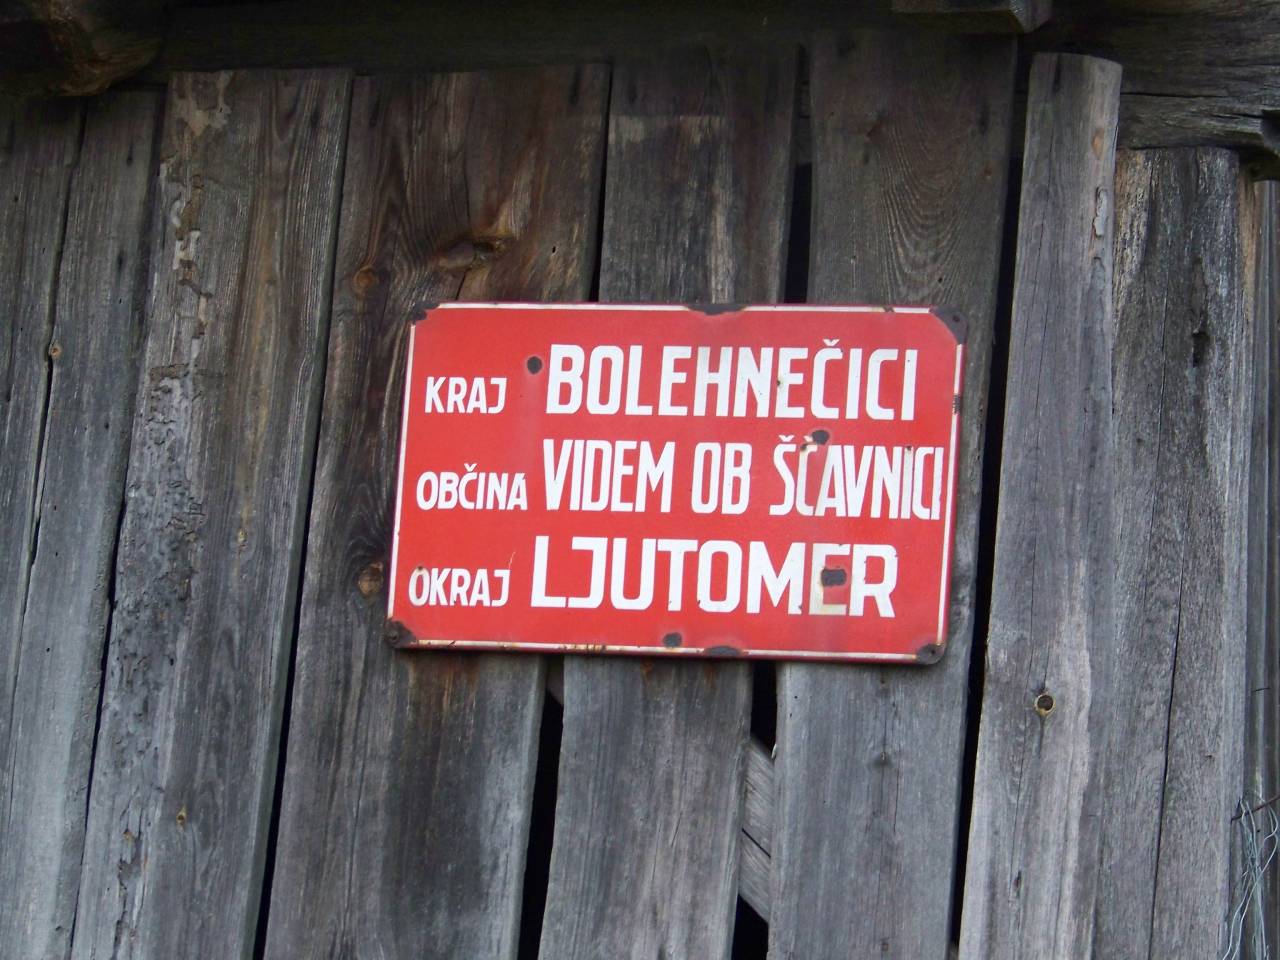 KRAJ BOLEHNEČICI
OBČINA VIDEM OB ŠČAVNICI
OKRAJ LJUTOMER